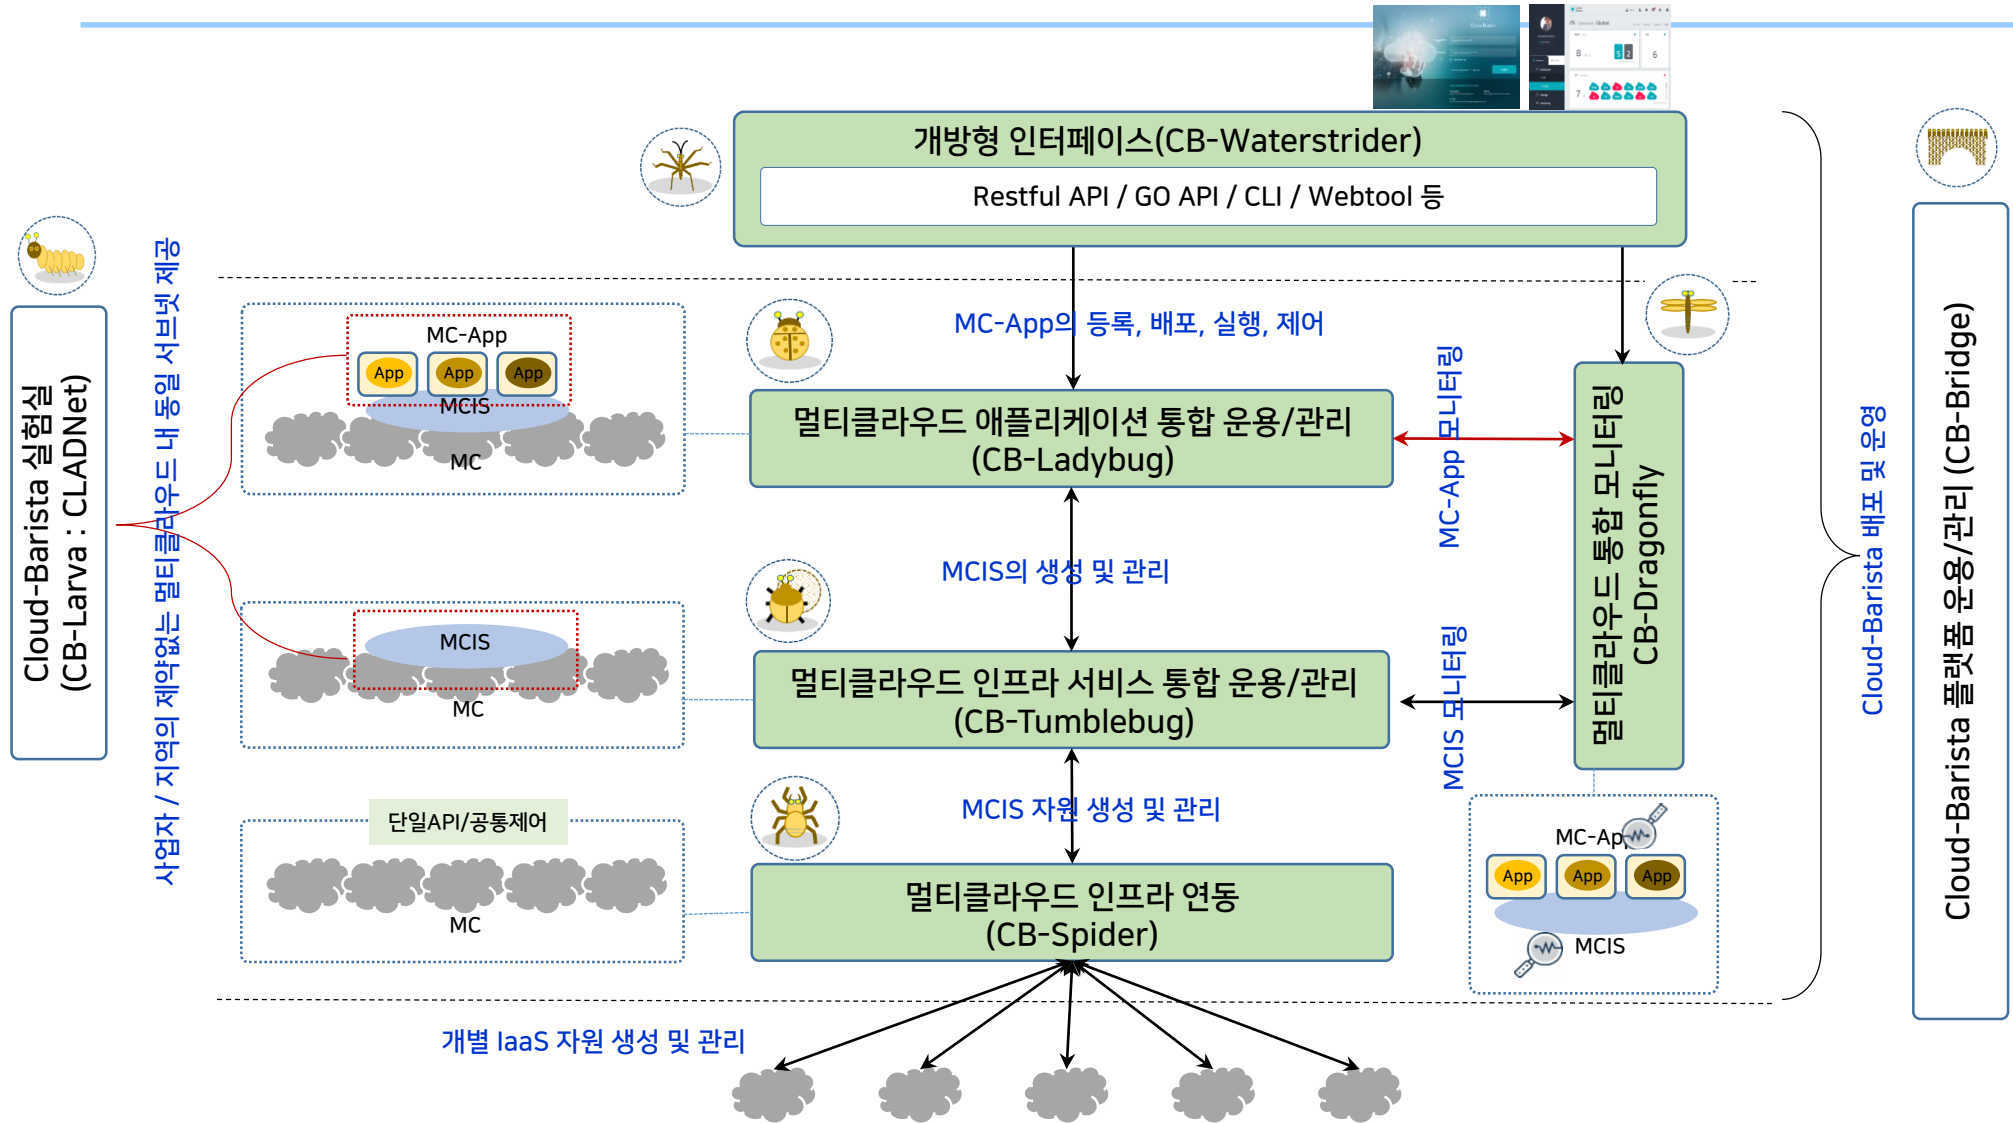 개방형 인터페이스(CB-Waterstrider)
Restful API / GO API / CLI / Webtool 등
Cloud-Barista 실험실
(CB-Larva : CLADNet)
사업자 / 지역의 제약없는 멀티클라우드 내 동일 서브넷 제공
MC-App
App
App
App
MCIS
MC
MC-App의 등록, 배포, 실행, 제어
멀티클라우드 애플리케이션 통합 운용/관리
(CB-Ladybug)
MC-App 모니터링
멀티클라우드 통합 모니터링
CB-Dragonfly
Cloud-Barista 배포 및 운영
Cloud-Barista 플랫폼 운용/관리 (CB-Bridge)
MCIS의 생성 및 관리
MCIS
MC
멀티클라우드 인프라 서비스 통합 운용/관리
(CB-Tumblebug)
MCIS 모니터링
MCIS 자원 생성 및 관리
단일API/공통제어
MC
멀티클라우드 인프라 연동
(CB-Spider)
MC-Ap
App
App
App
MCIS
개별 IaaS 자원 생성 및 관리